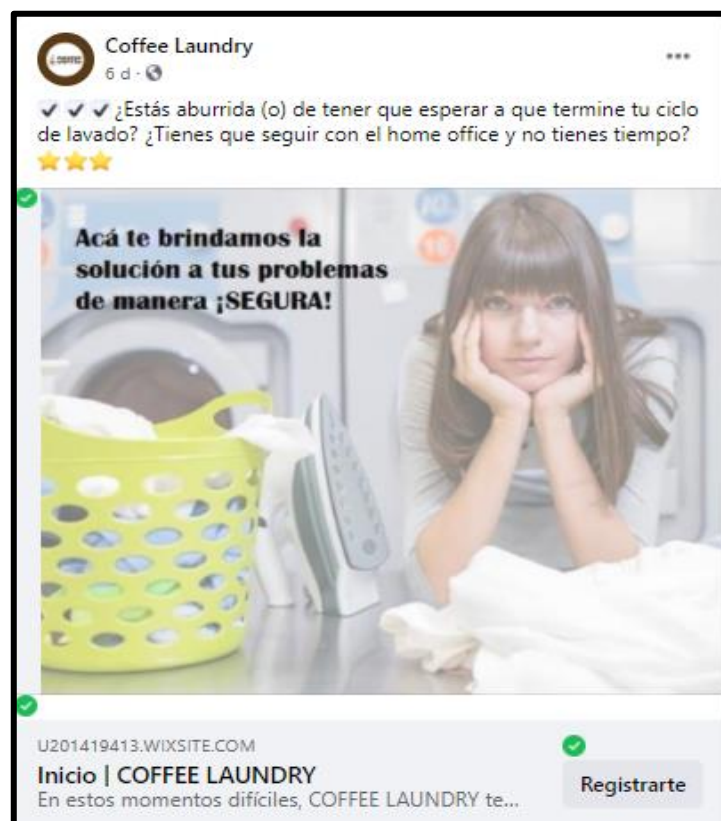 Coffee Laundry
6 d ·
¿Estás aburrida (o) de tener que esperar a que termine tu ciclo
de lavado? ¿Tienes que seguir con el home office y no tienes tiempo?
Acá te brindamos la
solución a tus problemas
de manera ¡SEGURA!
U201419413.WIXSITE.COM
Inicio | COFFEE LAUNDRY
En estos momentos difíciles, COFFEE LAUNDRY te...
Registrarte